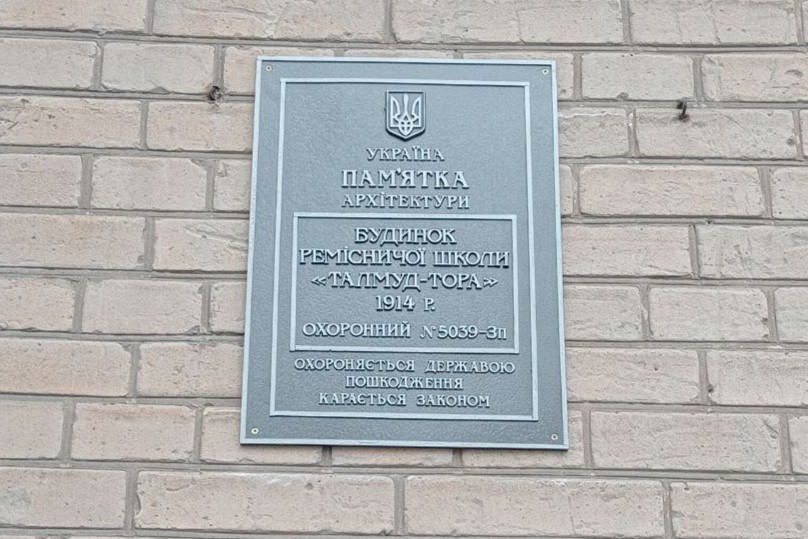 УКРАЇНА
ПАМ'ЯТКА
АРХІТЕКТУРИ
БУДИНОК
РЕМІСНИЧОЇ ШКОЛИ
«ТАЛМУД-ТОРА»
1914 Р.
ОХОРОННИЙ №5039-Зп
ОХОРОНЯЄТЬСЯ ДЕРЖАВОЮ
ПОШКОДЖЕННЯ
КАРАЄТЬСЯ ЗАКОНОМ